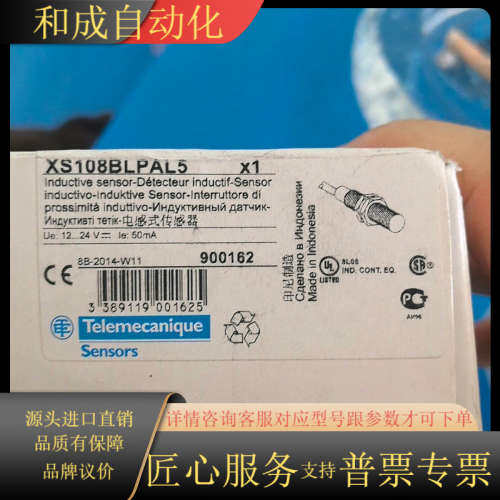 和成自动化
XS108BLPAL5 x1
Inductive sensor-Détecteur inductif-Sensor
inductivo-Induktive Sensor-Interruttore di
prossimità induttivo-Индуктивный датчик-
Индуктивті тетік-电感式传感器
Ue: 12...24V Ie: 50mA
8B-2014-W11 900162
3 389119 001625
Telemecanique
Sensors
印尼制造
Сделано в Индонезии
Made in Indonesia
UL
LISTED
IND. CONT. EQ.
АИ96
源头进口直销
品质有保障
品牌议价
详情咨询客服对应型号跟参数才可下单
匠心服务支持普票专票